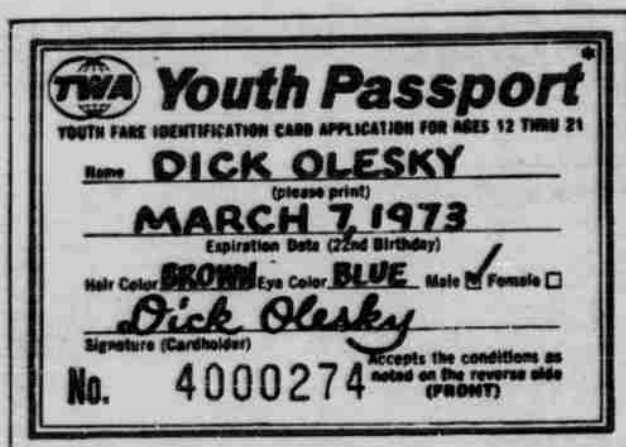 TWA Youth Passport*
YOUTH FARE IDENTIFICATION CARD APPLICATION FOR AGES 12 THRU 21
Name DICK OLESKY
(please print)
MARCH 7, 1973
Expiration Date (22nd Birthday)
Hair Color BROWN Eye Color BLUE Male ☑ Female ☐
Dick Olesky
Signature (Cardholder)
Accepts the conditions as
No. 4000274 noted on the reverse side
(FRONT)